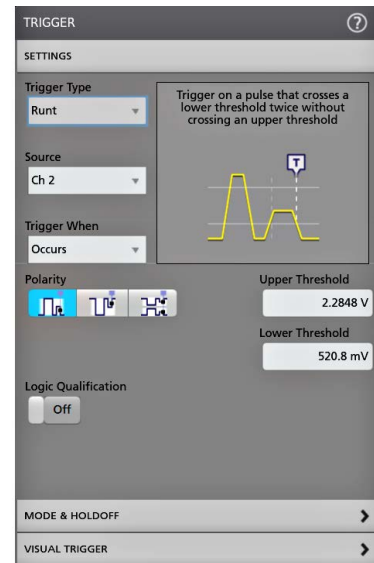 TRIGGER
?
SETTINGS
Trigger Type
Runt
Trigger on a pulse that crosses a
lower threshold twice without
crossing an upper threshold
T
Source
Ch 2
Trigger When
Occurs
Polarity
Upper Threshold
2.2848 V
Lower Threshold
520.8 mV
Logic Qualification
Off
MODE & HOLDOFF
VISUAL TRIGGER